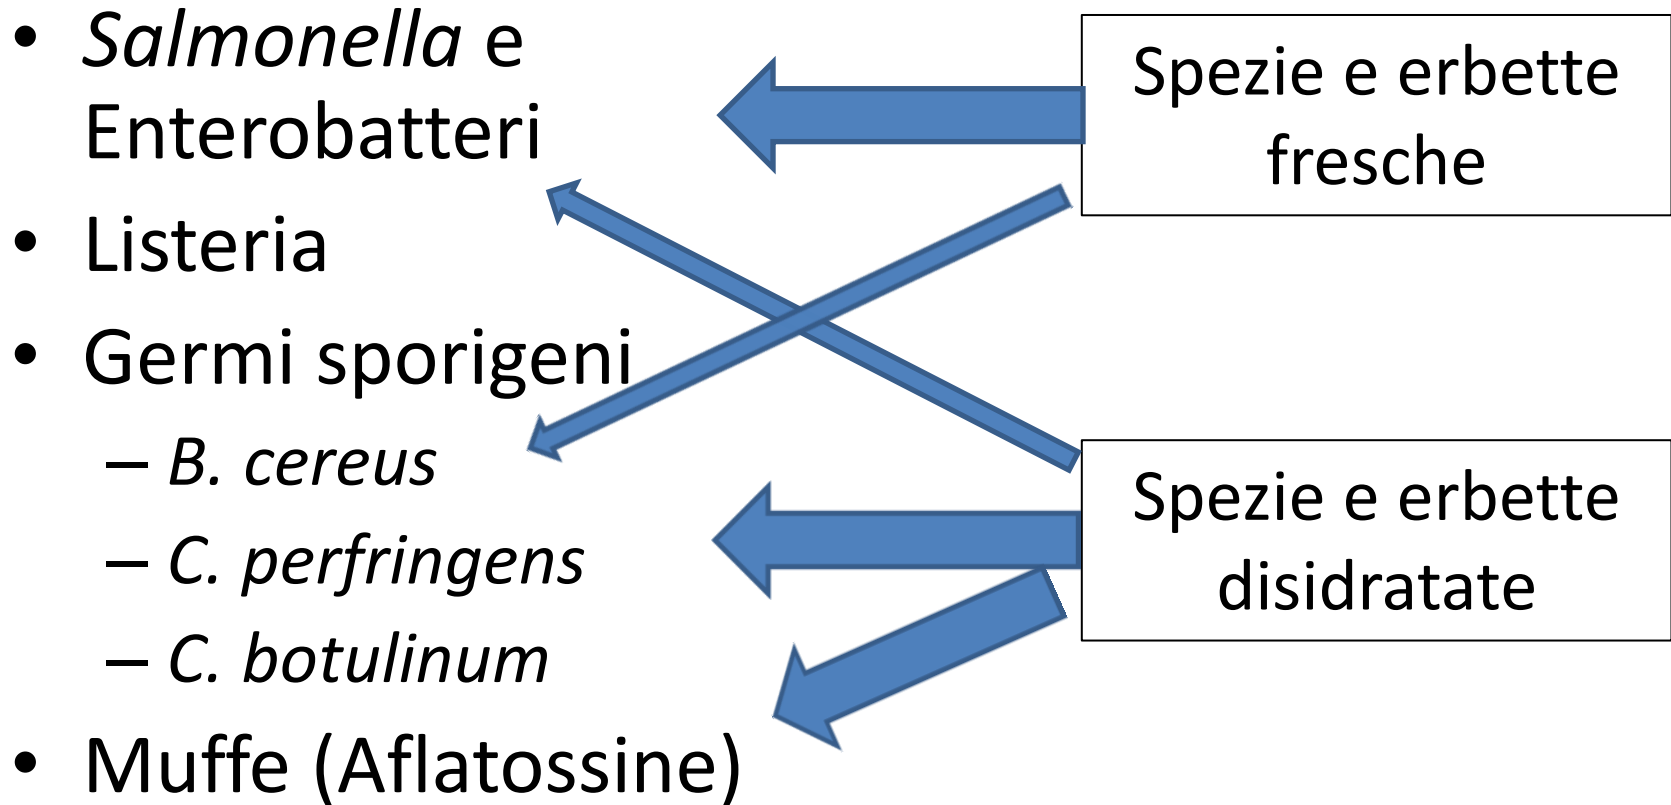 • Salmonella e
Enterobatteri
• Listeria
• Germi sporigeni
– B. cereus
– C. perfringens
– C. botulinum
• Muffe (Aflatossine)
Spezie e erbette
fresche
Spezie e erbette
disidratate